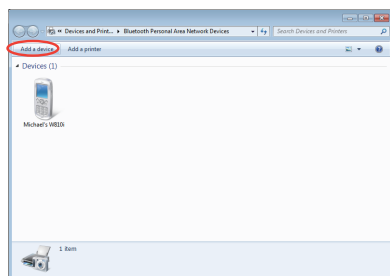 Devices and Print... ▸ Bluetooth Personal Area Network Devices
Search Devices and Printers
Add a device
Add a printer
Devices (1)
Michael's W810i
1 item